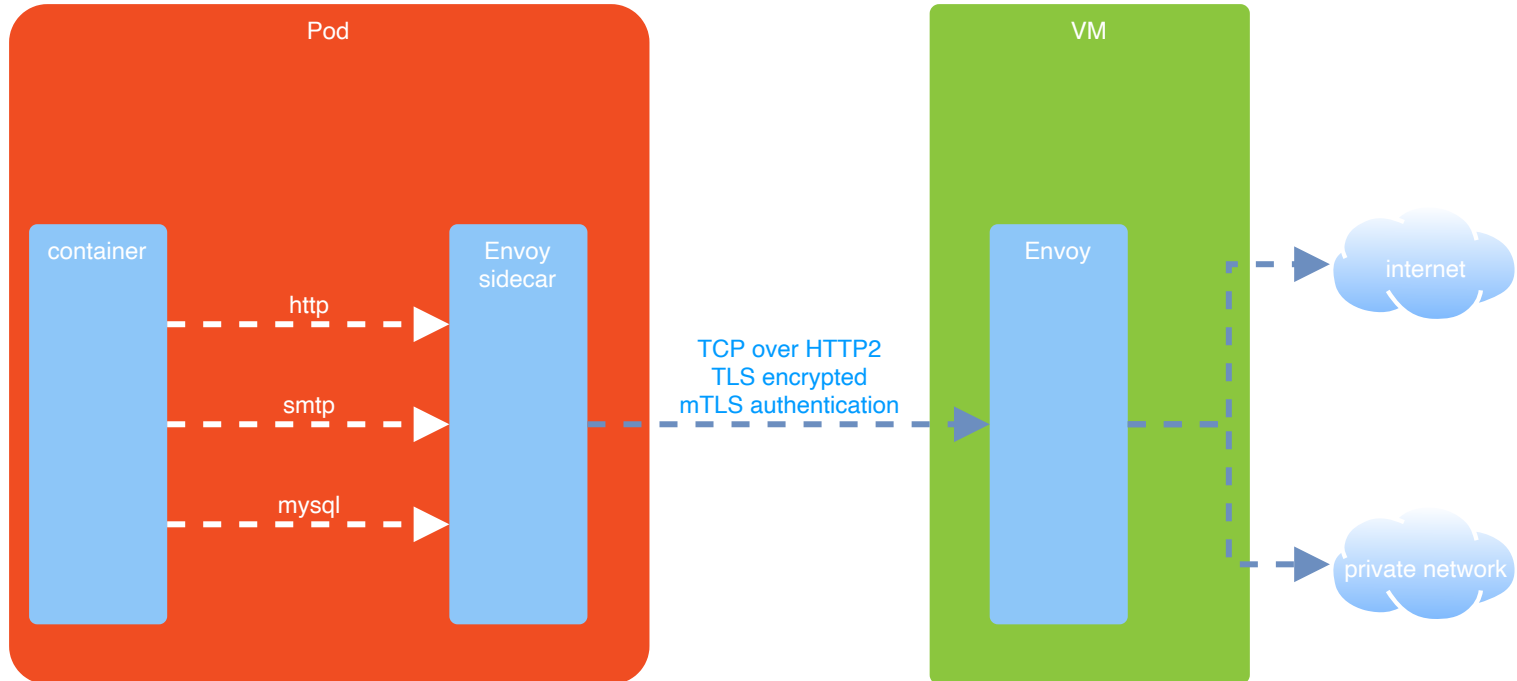 Pod
VM
container
Envoy
sidecar
Envoy
http
smtp
mysql
TCP over HTTP2
TLS encrypted
mTLS authentication
internet
private network